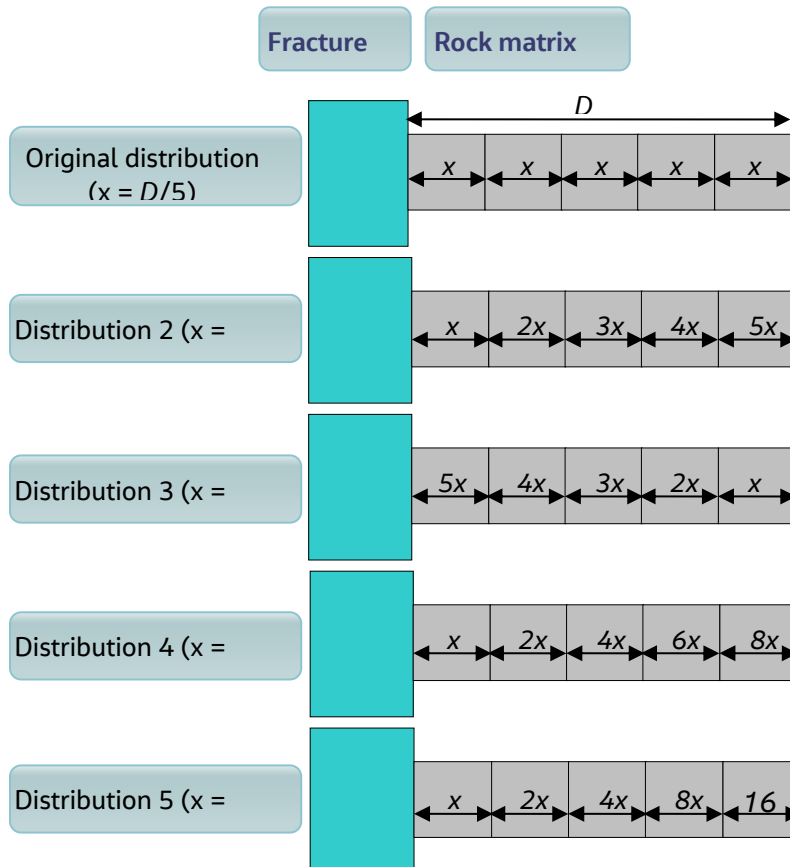 Fracture
Rock matrix
D
Original distribution
(x = D/5)
x x x x x
Distribution 2 (x =
x 2x 3x 4x 5x
Distribution 3 (x =
5x 4x 3x 2x x
Distribution 4 (x =
x 2x 4x 6x 8x
Distribution 5 (x =
x 2x 4x 8x 16